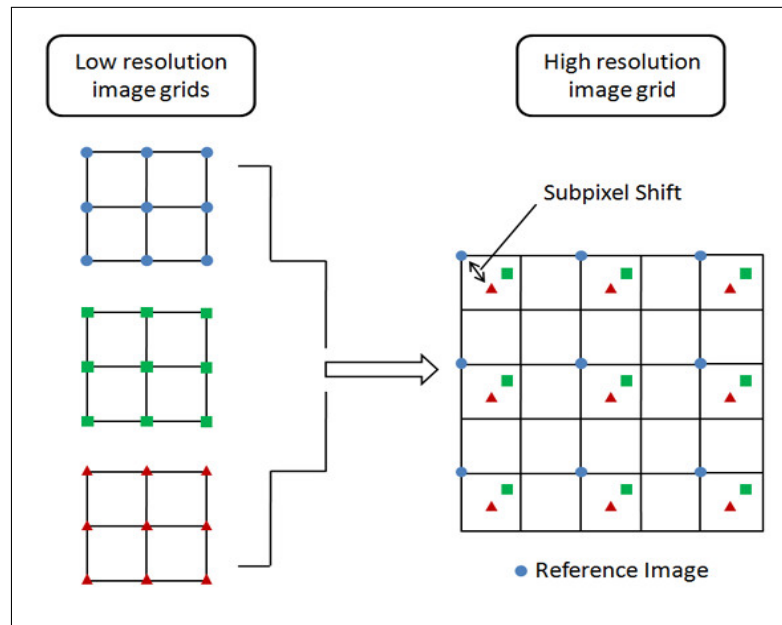 Low resolution
image grids
High resolution
image grid
Subpixel Shift
Reference Image